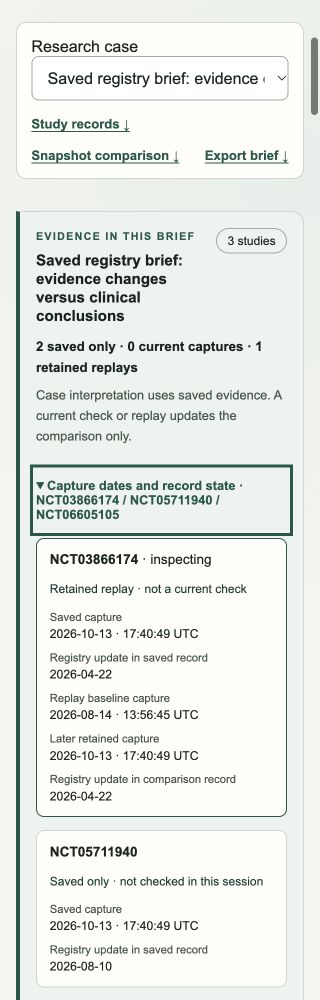 Research case
Saved registry brief: evidence
Study records ↓
Snapshot comparison ↓ Export brief ↓
EVIDENCE IN THIS BRIEF
3 studies
Saved registry brief:
evidence changes
versus clinical
conclusions
2 saved only · 0 current captures · 1
retained replays
Case interpretation uses saved evidence. A
current check or replay updates the
comparison only.
▼ Capture dates and record state ·
NCT03866174 / NCT05711940 /
NCT06605105
NCT03866174 · inspecting
Retained replay · not a current check
Saved capture
2026-10-13 · 17:40:49 UTC
Registry update in saved record
2026-04-22
Replay baseline capture
2026-08-14 · 13:56:45 UTC
Later retained capture
2026-10-13 · 17:40:49 UTC
Registry update in comparison record
2026-04-22
NCT05711940
Saved only · not checked in this session
Saved capture
2026-10-13 · 17:40:49 UTC
Registry update in saved record
2026-08-10